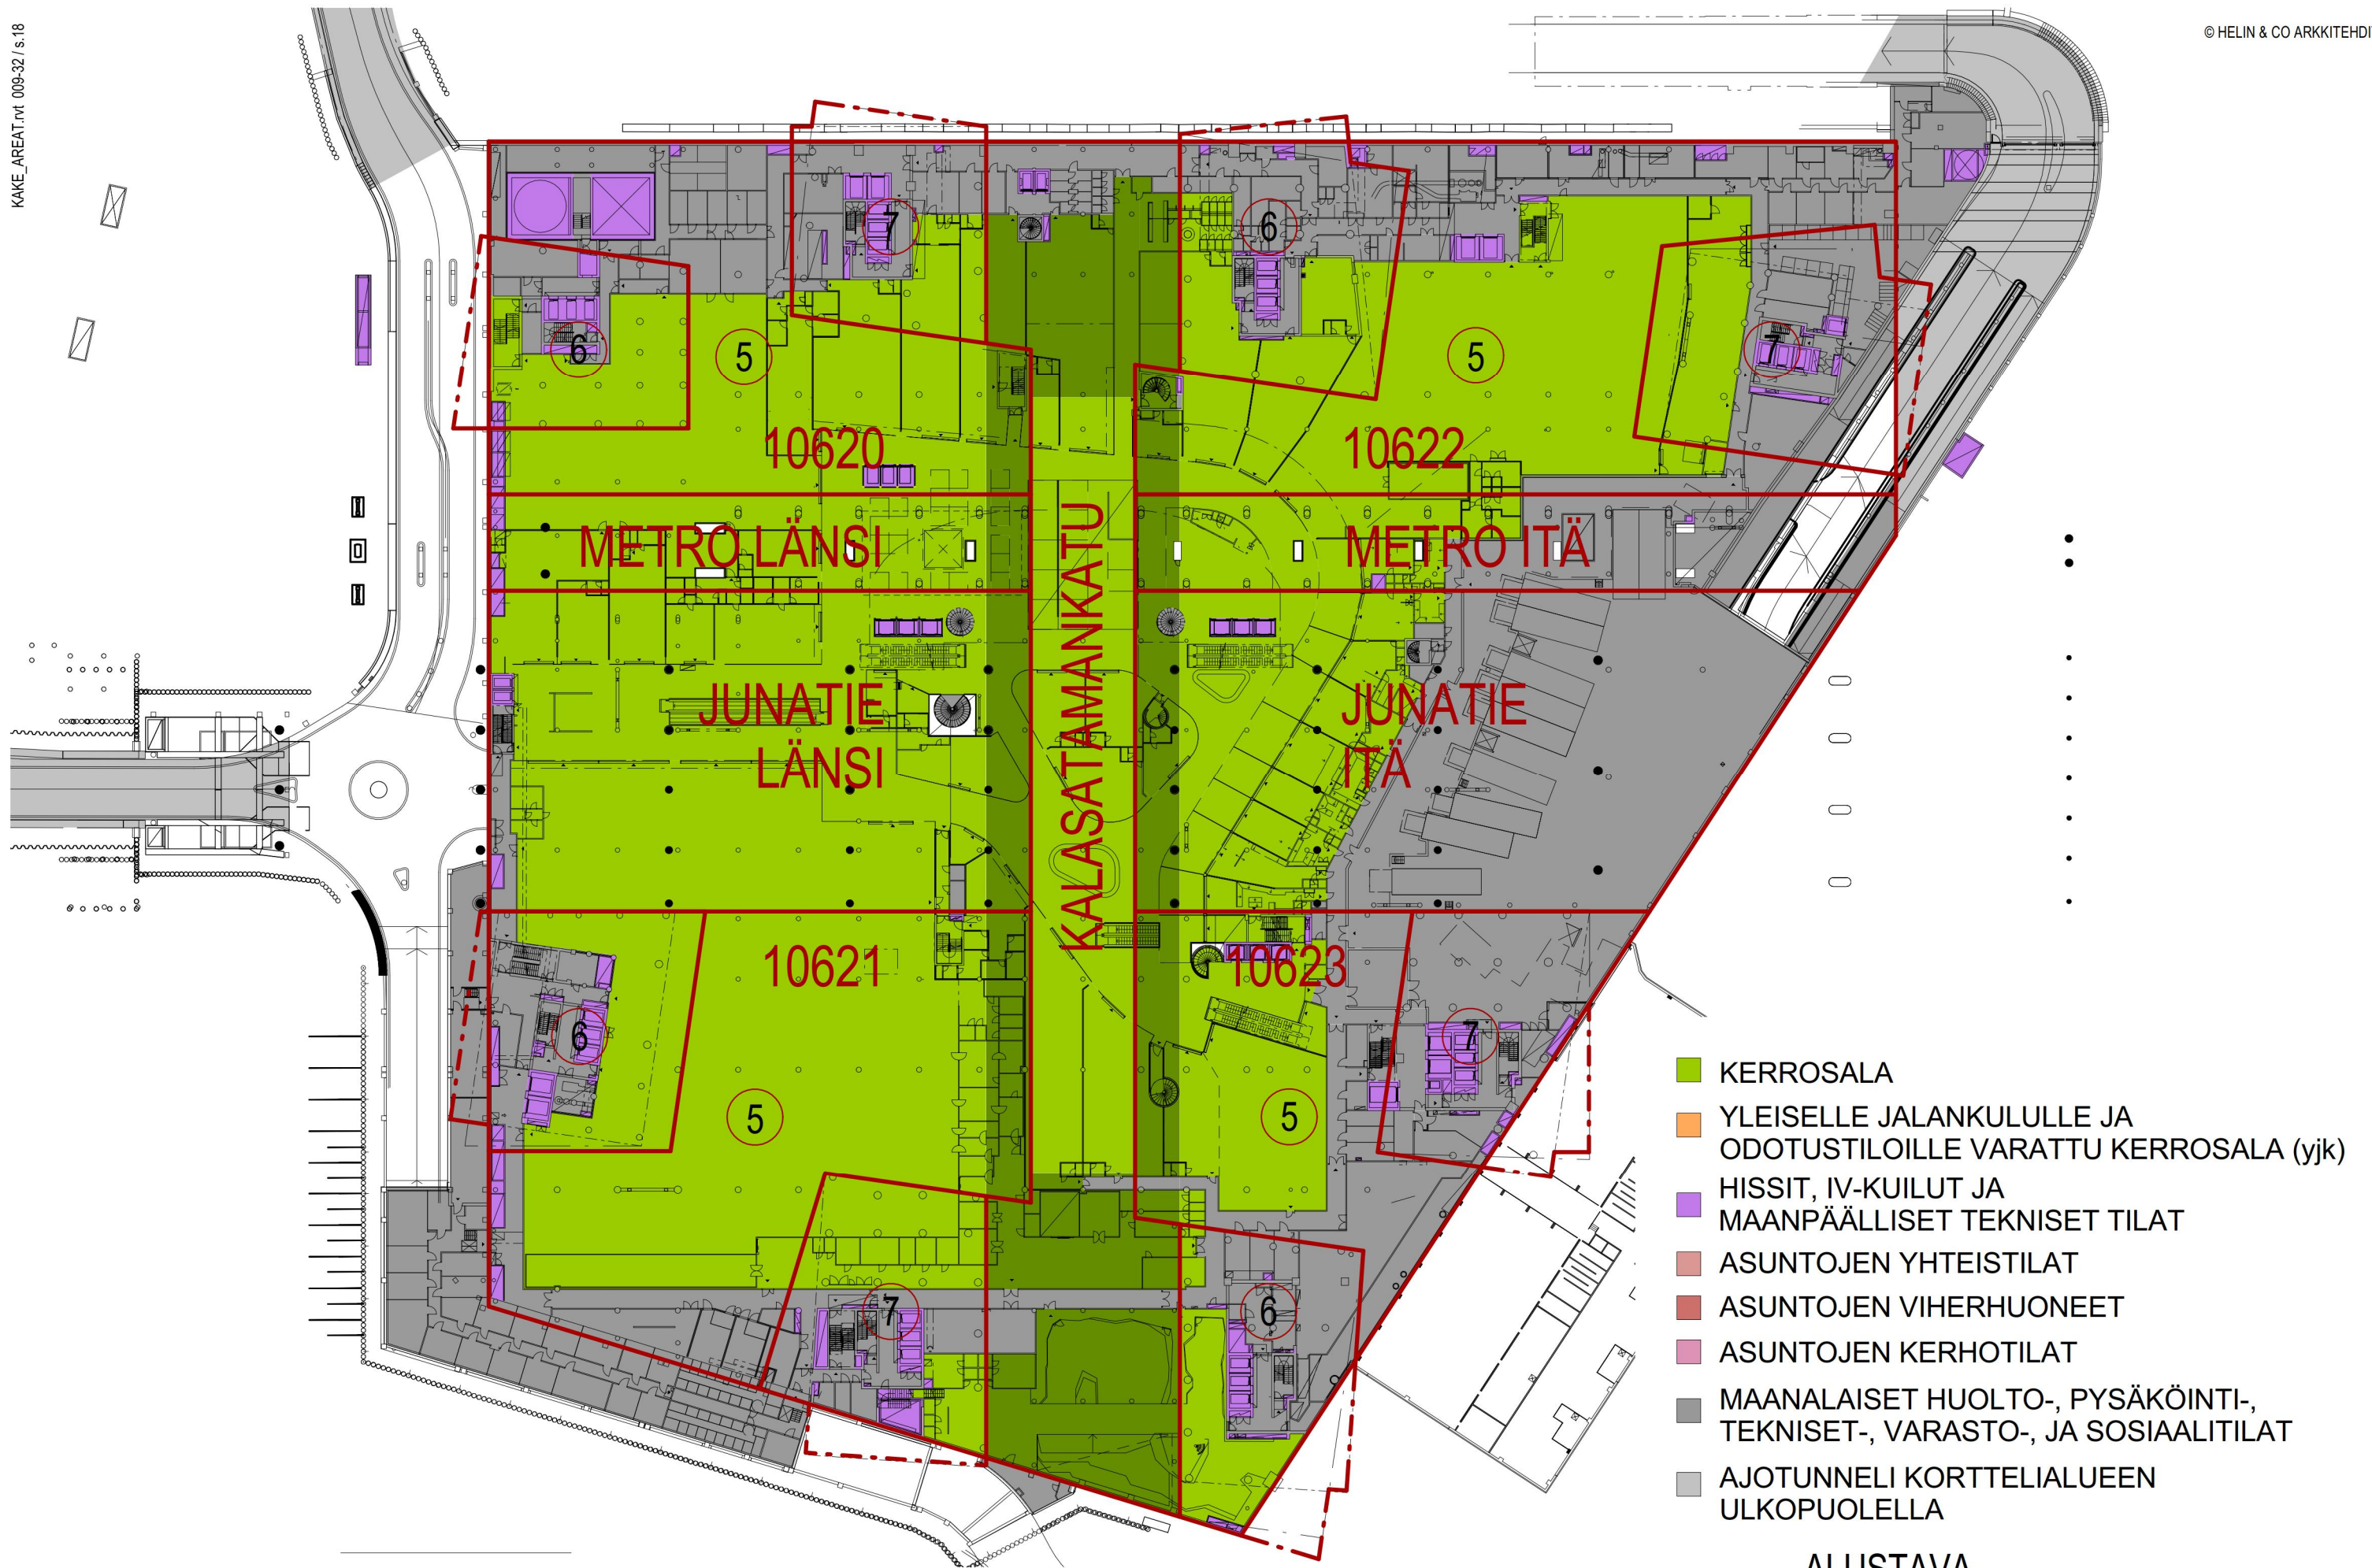 KAKE_AREAT.rvt 009-32 / s.18
© HELIN & CO ARKKITEHDI
7
6
6
5
5
7
10620
10622
METRO LÄNSI
METRO ITÄ
KALASATAMANKATU
JUNATIE
LÄNSI
JUNATIE
ITÄ
10621
10623
6
7
5
5
7
6
KERROSALA
YLEISELLE JALANKULULLE JA
ODOTUSTILOILLE VARATTU KERROSALA (yjk)
HISSIT, IV-KUILUT JA
MAANPÄÄLLISET TEKNISET TILAT
ASUNTOJEN YHTEISTILAT
ASUNTOJEN VIHERHUONEET
ASUNTOJEN KERHOTILAT
MAANALAISET HUOLTO-, PYSÄKÖINTI-,
TEKNISET-, VARASTO-, JA SOSIAALITILAT
AJOTUNNELI KORTTELIALUEEN
ULKOPUOLELLA
ALUSTAVA